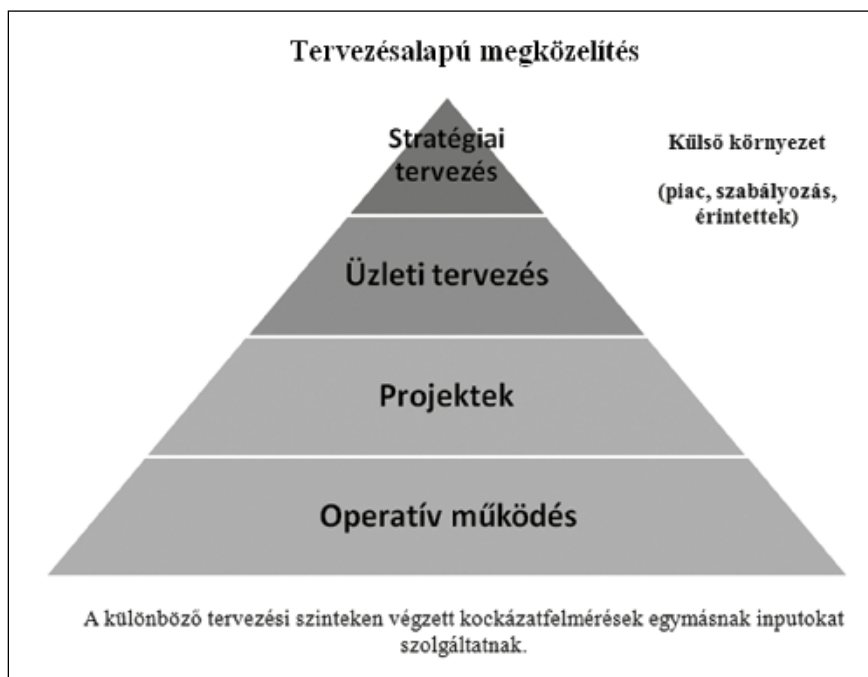 Tervezésalapú megközelítés
Stratégiai
tervezés
Külső környezet
(piac, szabályozás,
érintettek)
Üzleti tervezés
Projektek
Operatív működés
A különböző tervezési szinteken végzett kockázatfelmérések egymásnak inputokat
szolgáltatnak.